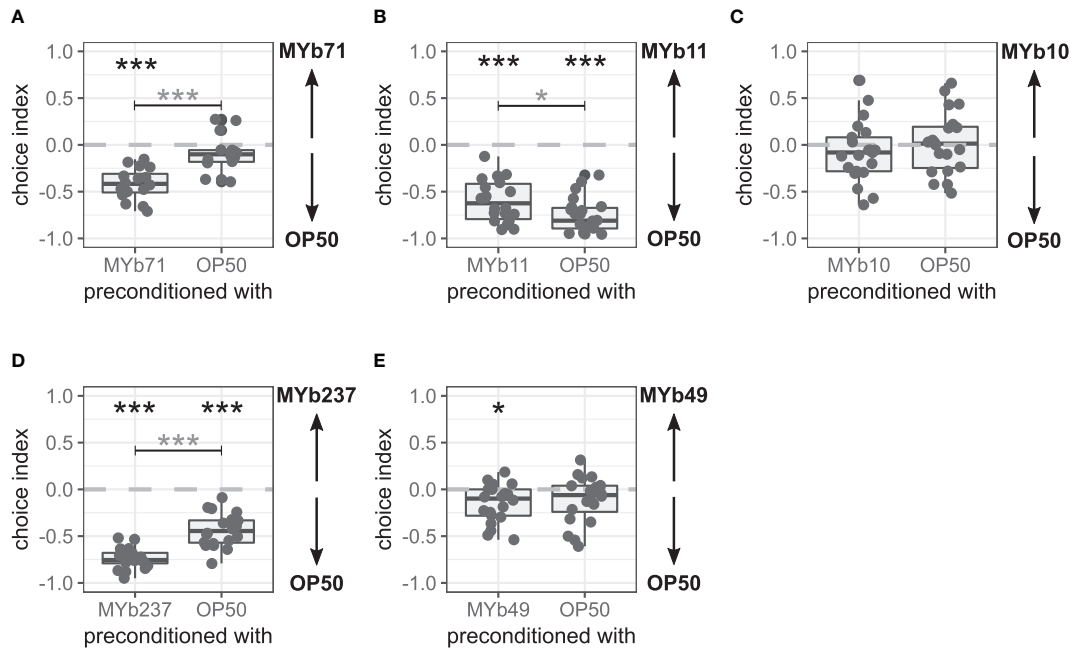 A
B
C
choice index
1.0
0.5
0.0
-0.5
-1.0
***
***
MYb71
OP50
MYb71 OP50
preconditioned with
choice index
1.0
0.5
0.0
-0.5
-1.0
*** ***
*
MYb11
OP50
MYb11 OP50
preconditioned with
choice index
1.0
0.5
0.0
-0.5
-1.0
MYb10
OP50
MYb10 OP50
preconditioned with
D
E
choice index
1.0
0.5
0.0
-0.5
-1.0
*** ***
***
MYb237
OP50
MYb237 OP50
preconditioned with
choice index
1.0
0.5
0.0
-0.5
-1.0
*
MYb49
OP50
MYb49 OP50
preconditioned with